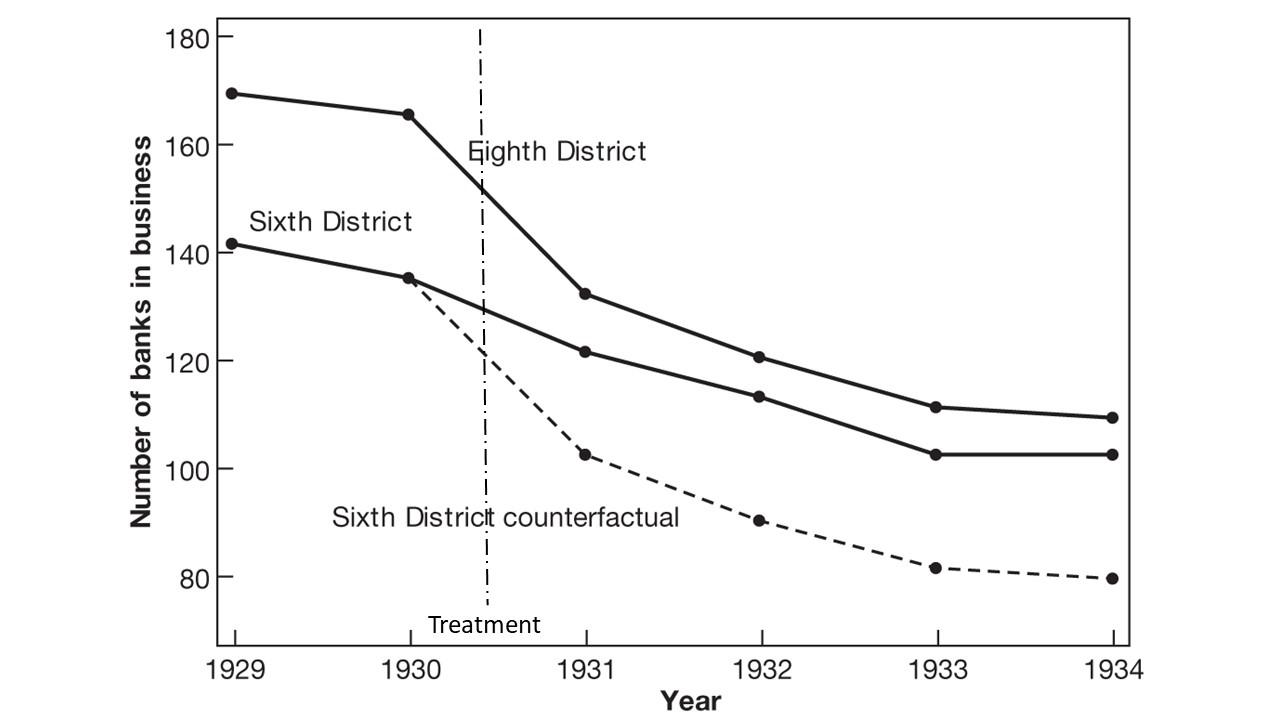 180
160
140
120
100
80
Number of banks in business
Eighth District
Sixth District
Sixth District counterfactual
Treatment
1929 1930 1931 1932 1933 1934
Year